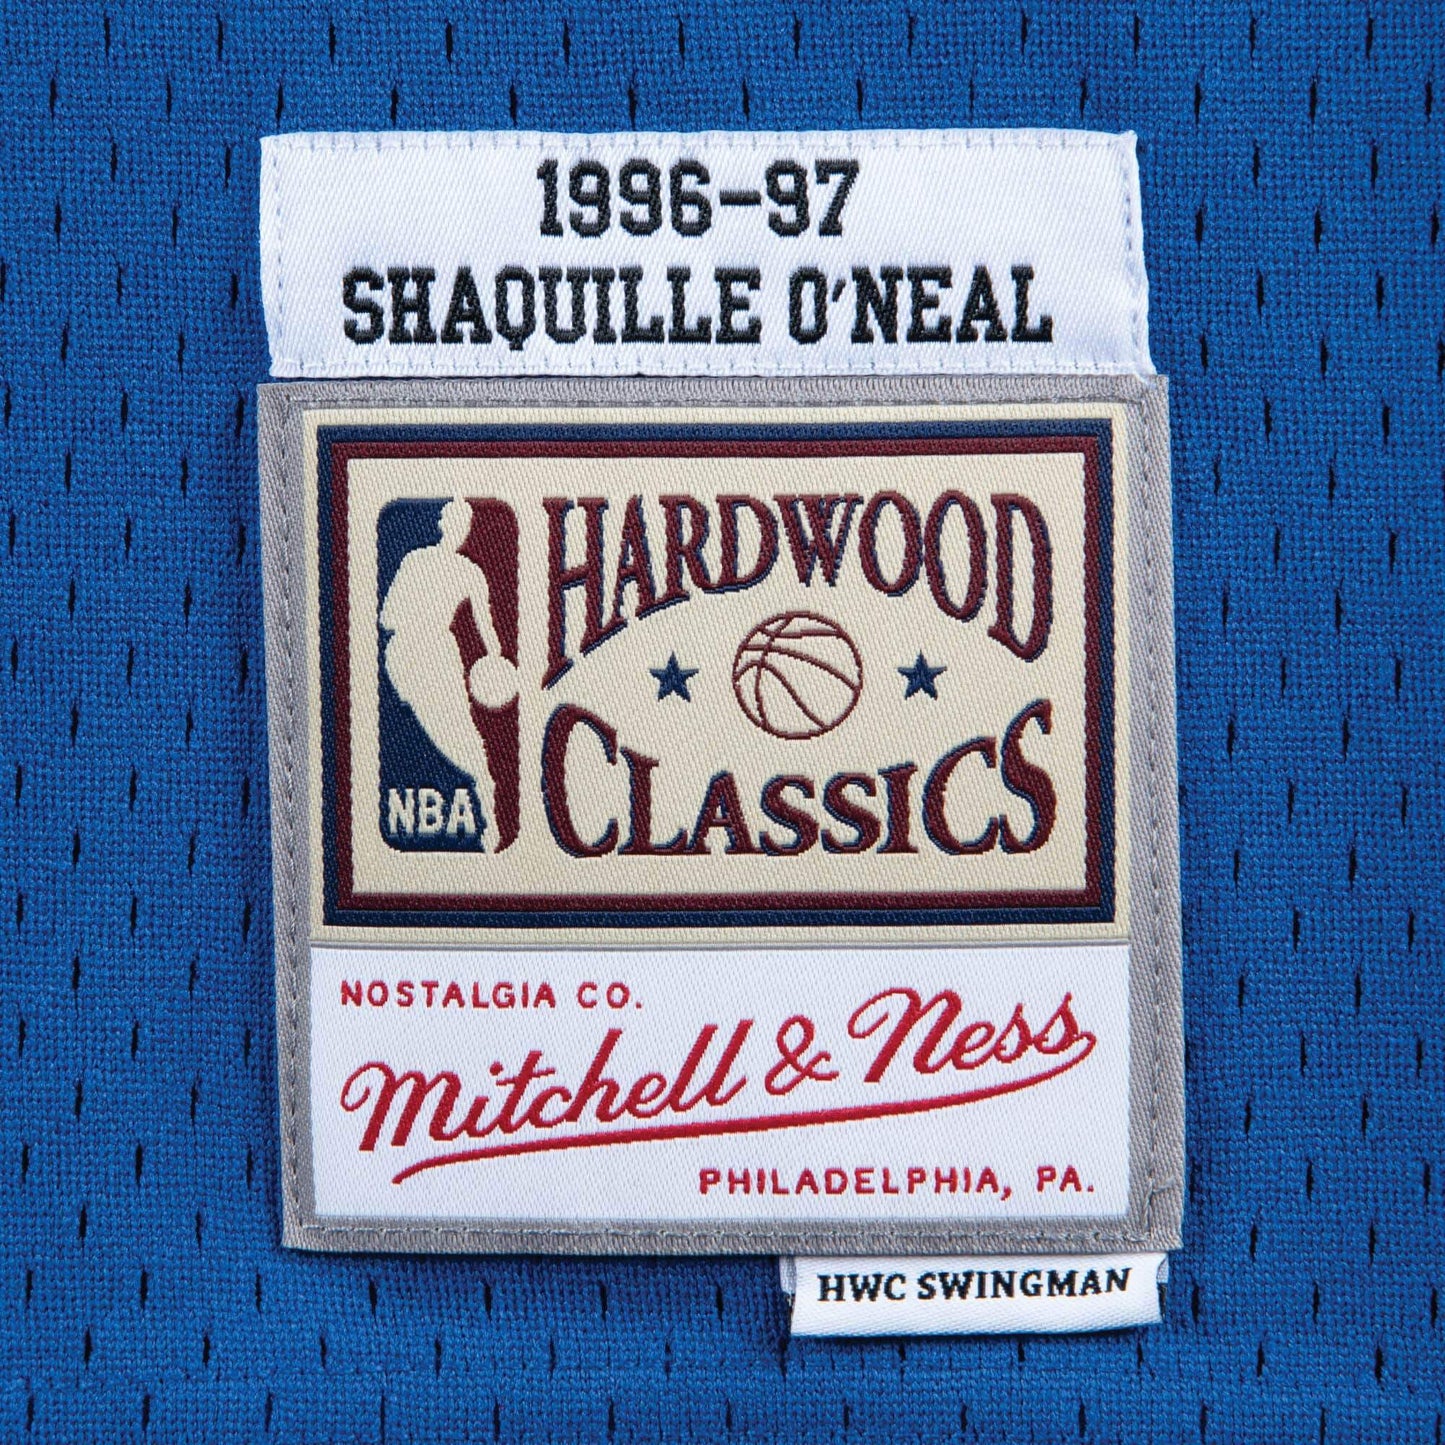 1996-97
SHAQUILLE O'NEAL
HARDWOOD
CLASSICS
NBA
NOSTALGIA CO.
Mitchell & Ness
PHILADELPHIA, PA.
HWC SWINGMAN